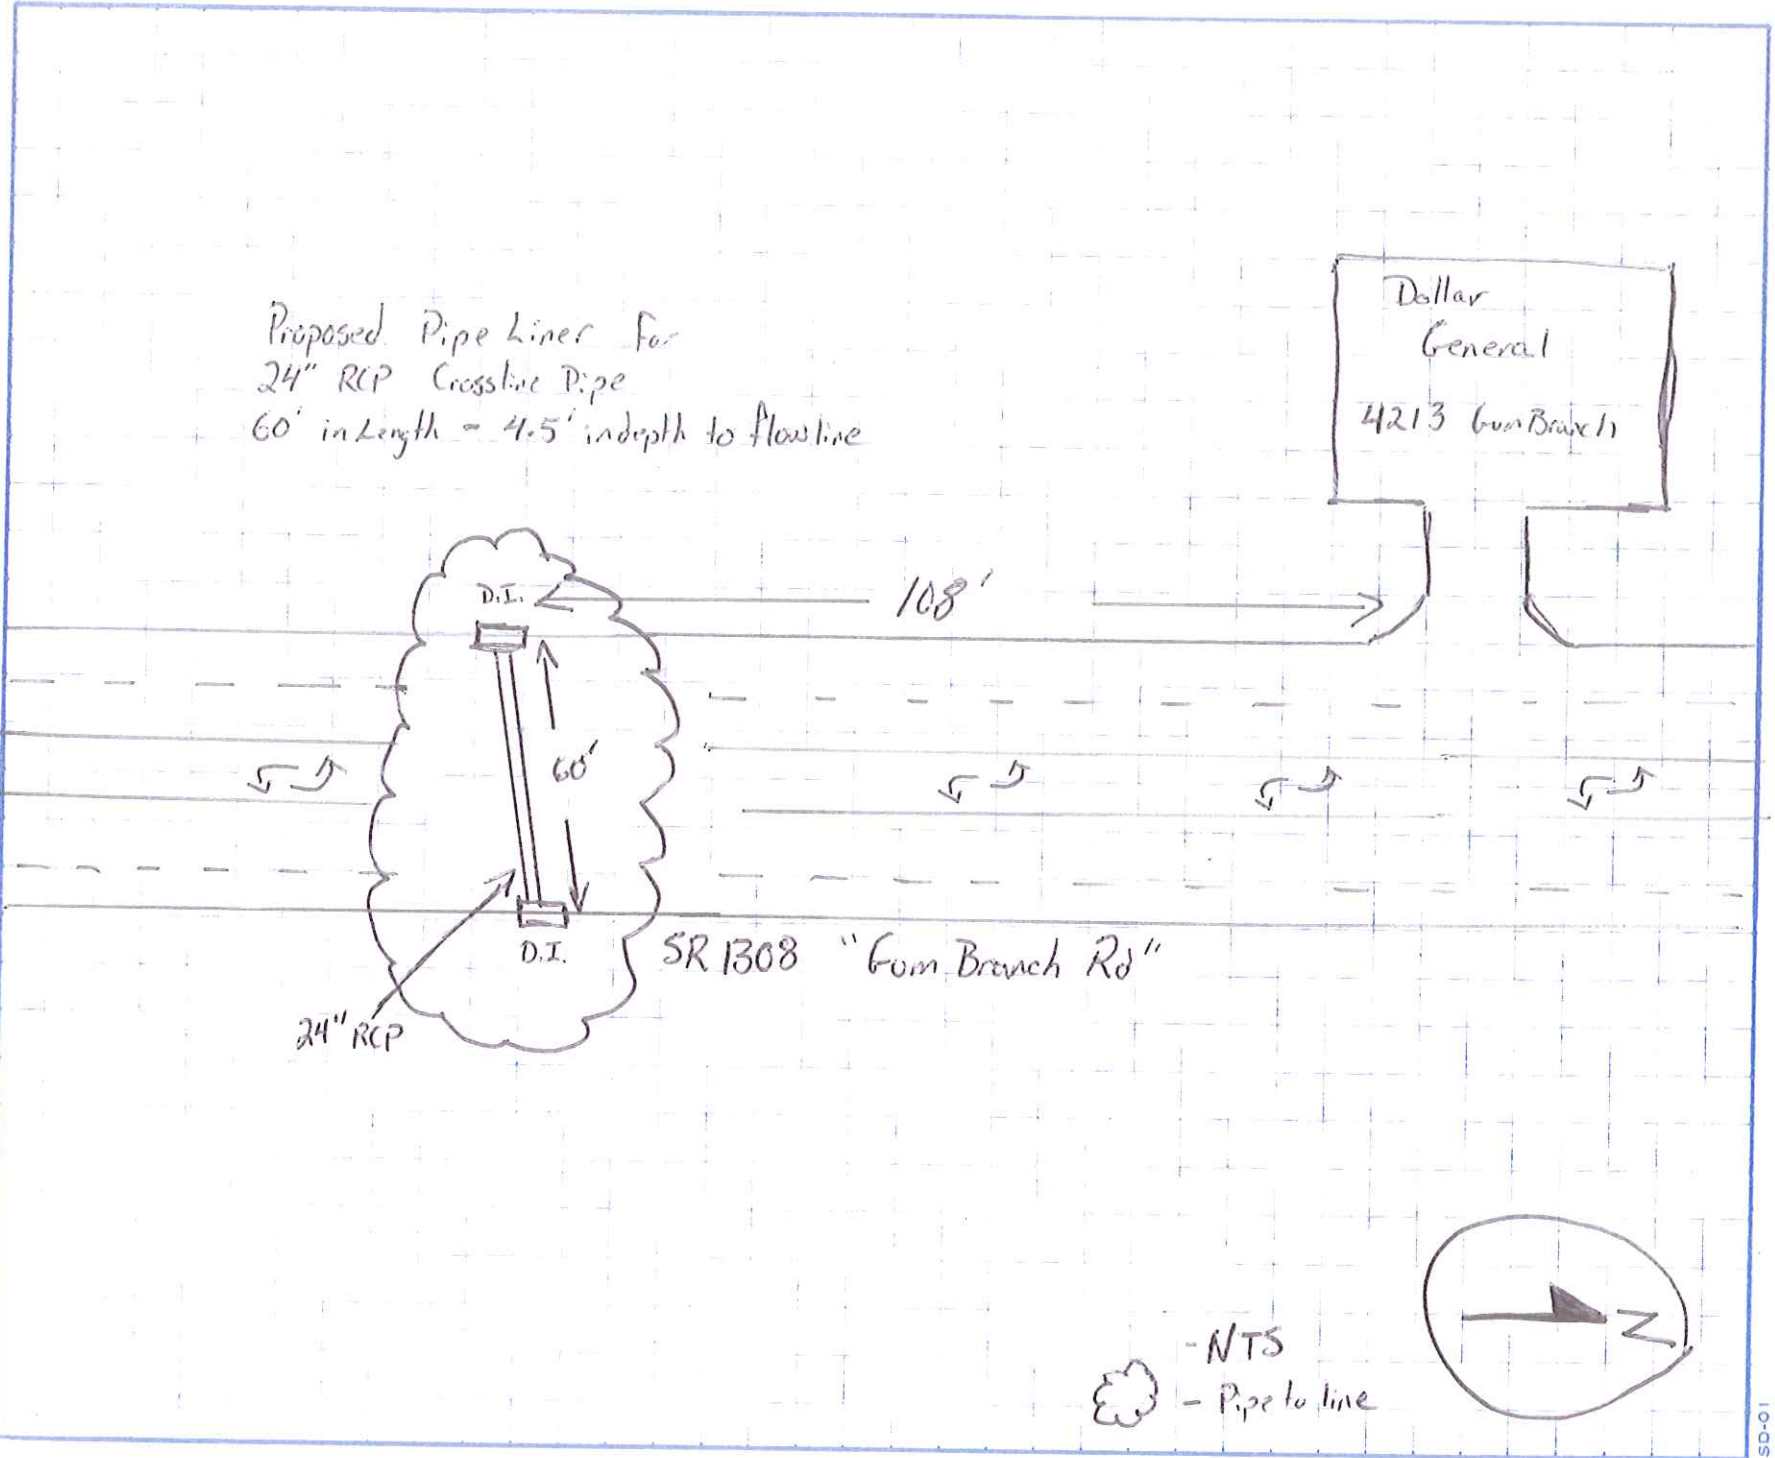 Proposed Pipe Liner for
24" RCP Crossline Pipe
60' in Length - 4.5' in depth to flowline
Dollar
General
4213 Gum Branch
D.I.
108'
60'
D.I.
SR 1308 "Gum Branch Rd"
24" RCP
N
-NTS
- Pipe to line
SD-01